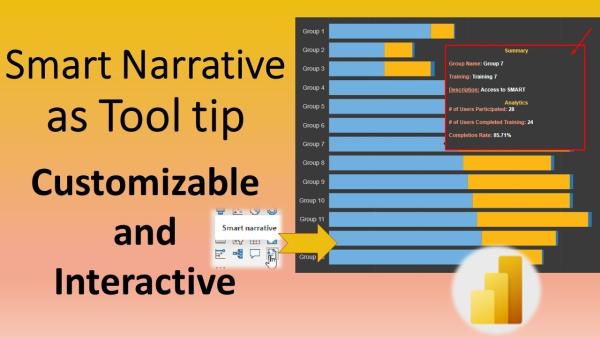 Smart Narrative
as Tool tip
Customizable
and
Interactive
Smart narrative
Group 1
Group 2
Group 3
Group 4
Group 5
Group 6
Group 7
Group 8
Group 9
Group 10
Group 11
Summary
Group Name: Group 7
Training: Training 7
Description: Access to SMART
Analytics
# of Users Participated: 28
# of Users Completed Training: 24
Completion Rate: 85.71%